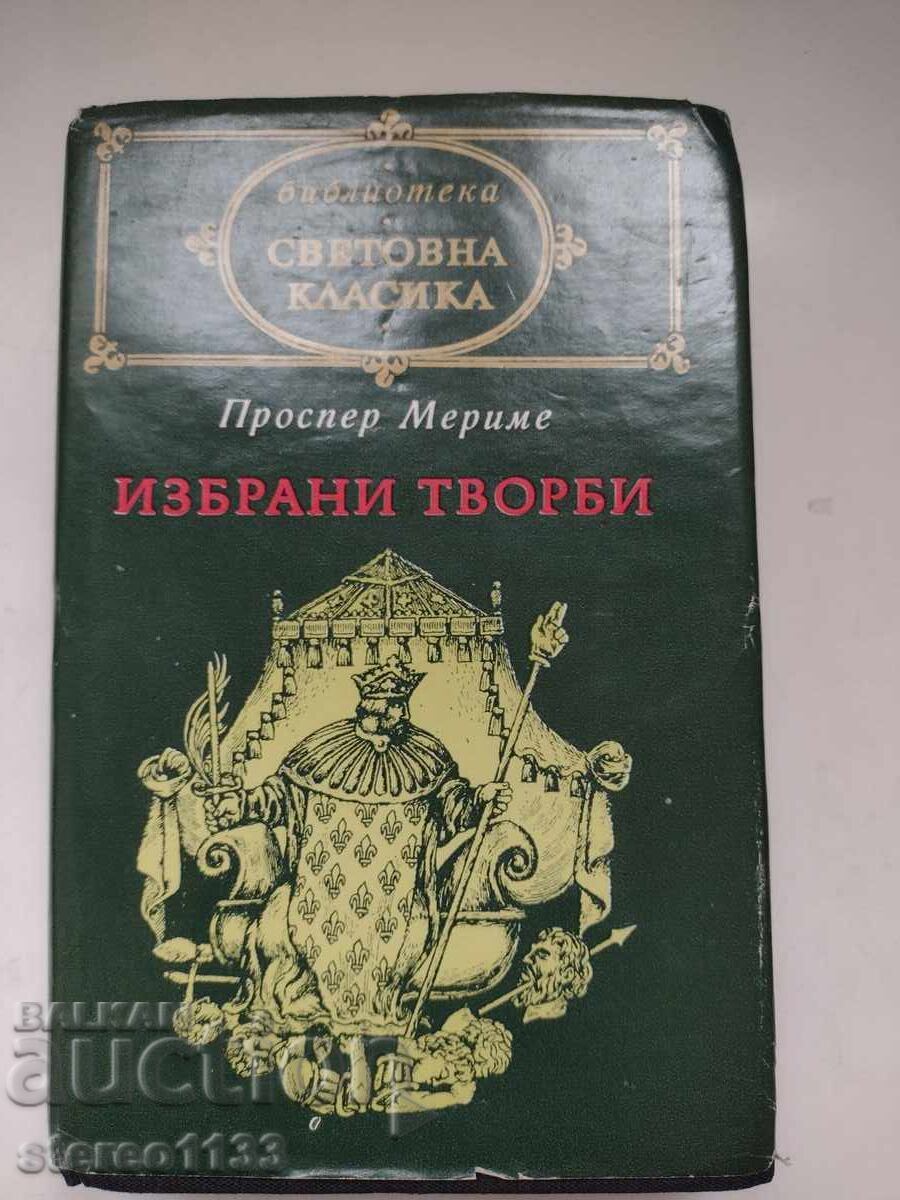 библиотека
СВЕТОВНА
КЛАСИКА
Проспер Мериме
ИЗБРАНИ ТВОРБИ
BALKAN
auction
stereo1133